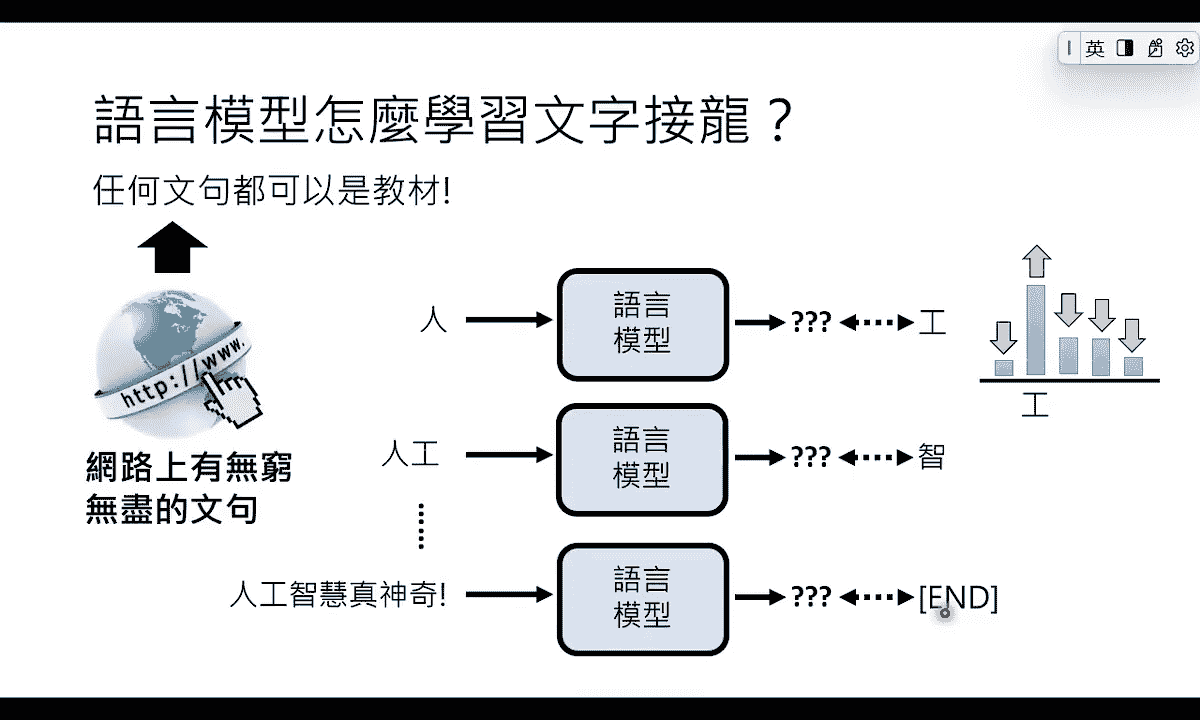 英
語言模型怎麼學習文字接龍？
任何文句都可以是教材!
http://www.
網路上有無窮
無盡的文句
人
語言
模型
???
工
工
人工
語言
模型
???
智
人工智慧真神奇!
語言
模型
???
[END]